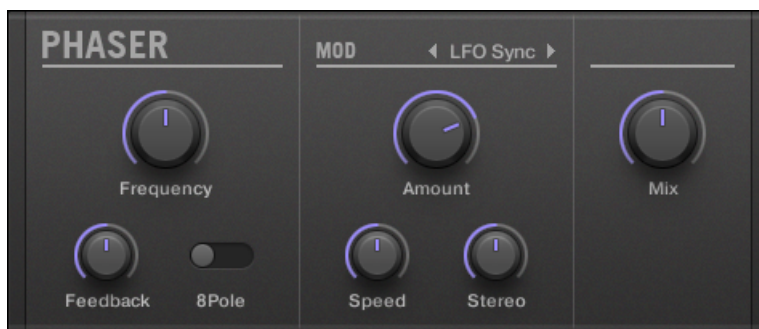 PHASER
Frequency
Feedback
8Pole
MOD
LFO Sync
Amount
Speed
Stereo
Mix